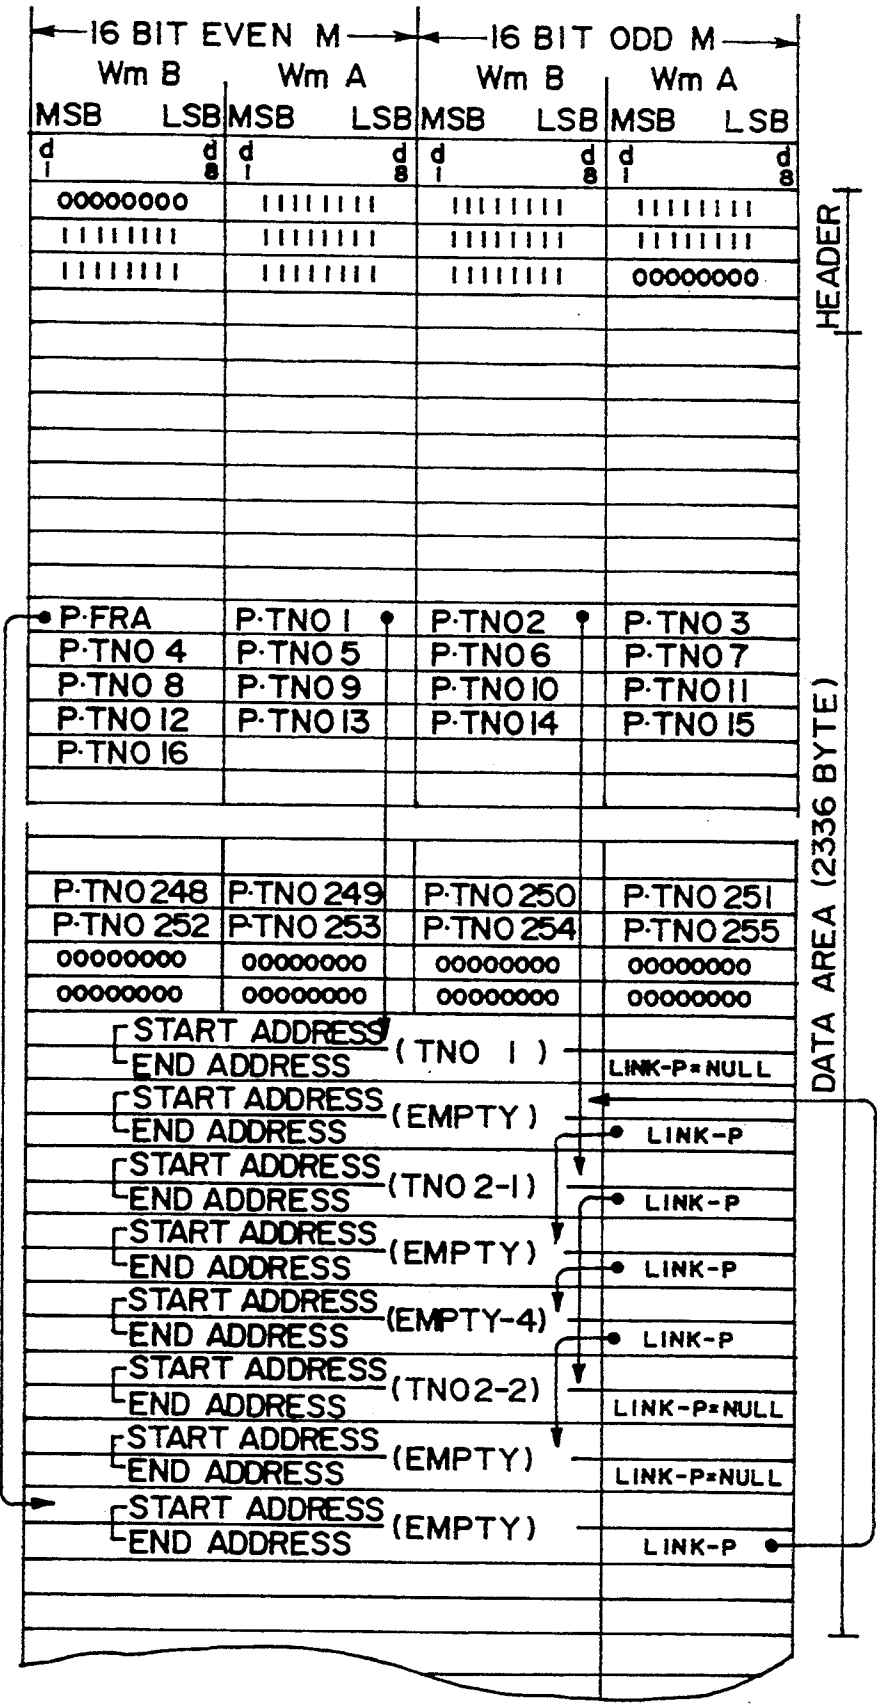 16 BIT EVEN M 16 BIT ODD M
Wm B Wm A Wm B Wm A
MSB LSB MSB LSB MSB LSB MSB LSB
d1 d8 d1 d8 d1 d8 d1 d8
00000000 11111111 11111111 11111111
11111111 11111111 11111111 11111111
11111111 11111111 11111111 00000000
HEADER
P·FRA P·TNO 1 P·TNO2 P·TNO 3
P·TNO 4 P·TNO 5 P·TNO 6 P·TNO 7
P·TNO 8 P·TNO 9 P·TNO 10 P·TNO 11
P·TNO 12 P·TNO 13 P·TNO 14 P·TNO 15
P·TNO 16
DATA AREA (2336 BYTE)
P·TNO 248 P·TNO 249 P·TNO 250 P·TNO 251
P·TNO 252 P·TNO 253 P·TNO 254 P·TNO 255
00000000 00000000 00000000 00000000
00000000 00000000 00000000 00000000
START ADDRESS
END ADDRESS (TNO 1) LINK-P=NULL
START ADDRESS
END ADDRESS (EMPTY) LINK-P
START ADDRESS
END ADDRESS (TNO 2-1) LINK-P
START ADDRESS
END ADDRESS (EMPTY) LINK-P
START ADDRESS
END ADDRESS (EMPTY-4) LINK-P
START ADDRESS
END ADDRESS (TNO2-2) LINK-P=NULL
START ADDRESS
END ADDRESS (EMPTY) LINK-P=NULL
START ADDRESS
END ADDRESS (EMPTY) LINK-P